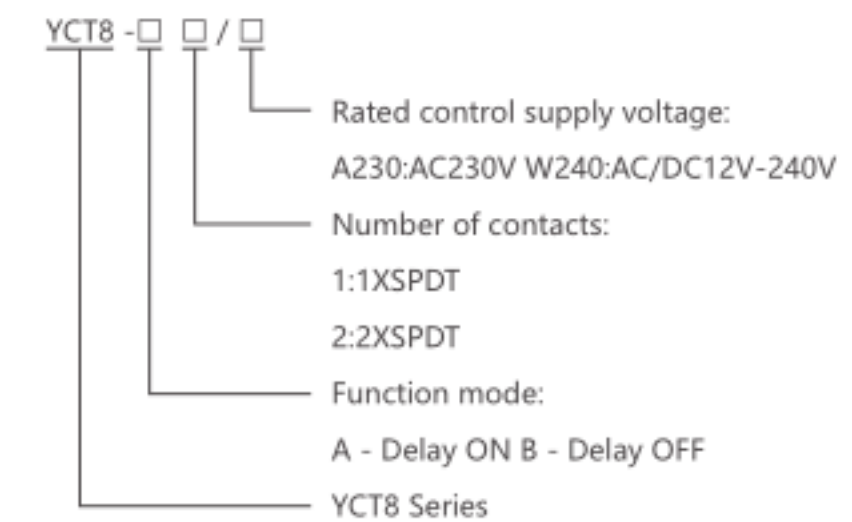 YCT8 -□ □ / □
Rated control supply voltage:
A230:AC230V W240:AC/DC12V-240V
Number of contacts:
1:1XSPDT
2:2XSPDT
Function mode:
A - Delay ON B - Delay OFF
YCT8 Series